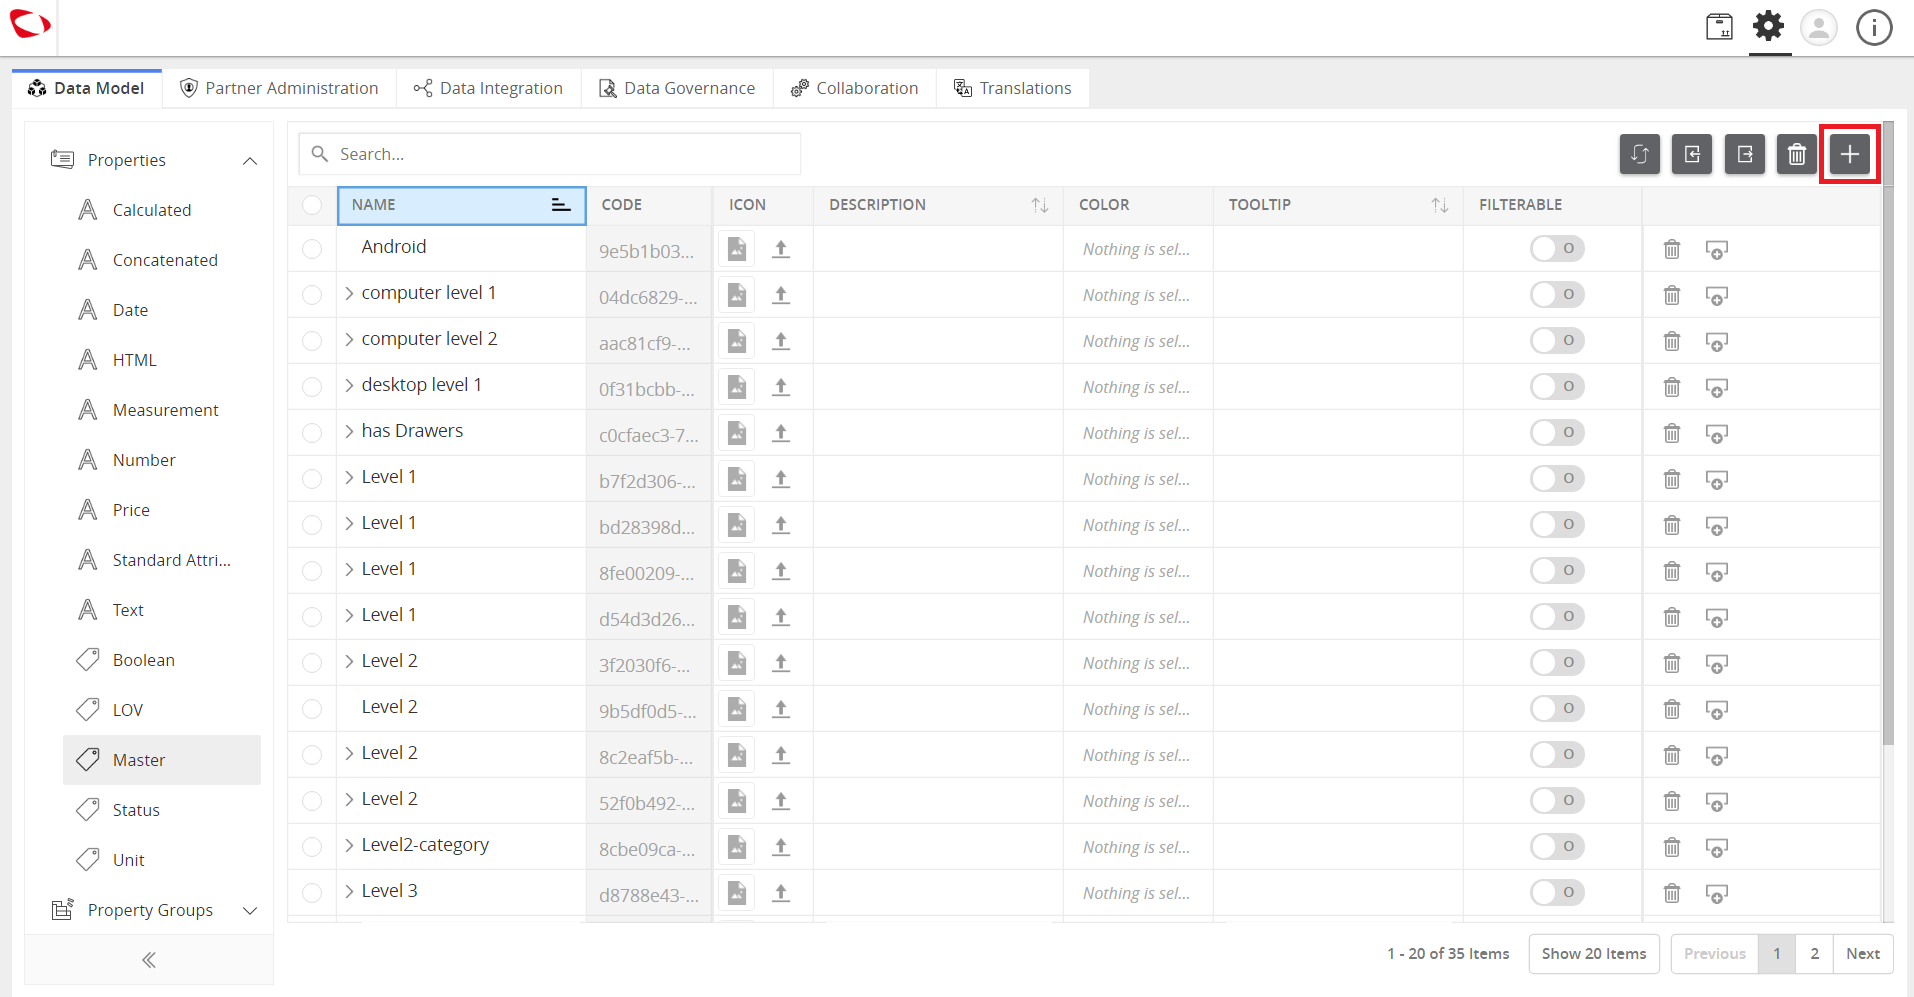 Data Model Partner Administration Data Integration Data Governance Collaboration Translations
Properties
Calculated
Concatenated
Date
HTML
Measurement
Number
Price
Standard Attri...
Text
Boolean
LOV
Master
Status
Unit
Property Groups
Search...
NAME CODE ICON DESCRIPTION COLOR TOOLTIP FILTERABLE
Android 9e5b1b03... Nothing is sel... O
computer level 1 04dc6829-... Nothing is sel... O
computer level 2 aac81cf9-... Nothing is sel... O
desktop level 1 0f31bcbb-... Nothing is sel... O
has Drawers c0cfaec3-7... Nothing is sel... O
Level 1 b7f2d306-... Nothing is sel... O
Level 1 bd28398d... Nothing is sel... O
Level 1 8fe00209-... Nothing is sel... O
Level 1 d54d3d26... Nothing is sel... O
Level 2 3f2030f6-... Nothing is sel... O
Level 2 9b5df0d5-... Nothing is sel... O
Level 2 8c2eaf5b-... Nothing is sel... O
Level 2 52f0b492-... Nothing is sel... O
Level2-category 8cbe09ca-... Nothing is sel... O
Level 3 d8788e43-... Nothing is sel... O
1 - 20 of 35 Items Show 20 Items Previous 1 2 Next